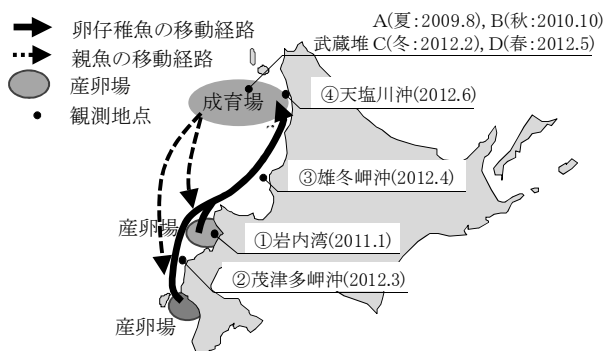 卵仔稚魚の移動経路
親魚の移動経路
産卵場
観測地点
A(夏:2009.8), B(秋:2010.10)
武蔵堆 C(冬:2012.2), D(春:2012.5)
成育場
④天塩川沖(2012.6)
③雄冬岬沖(2012.4)
産卵場
①岩内湾(2011.1)
②茂津多岬沖(2012.3)
産卵場